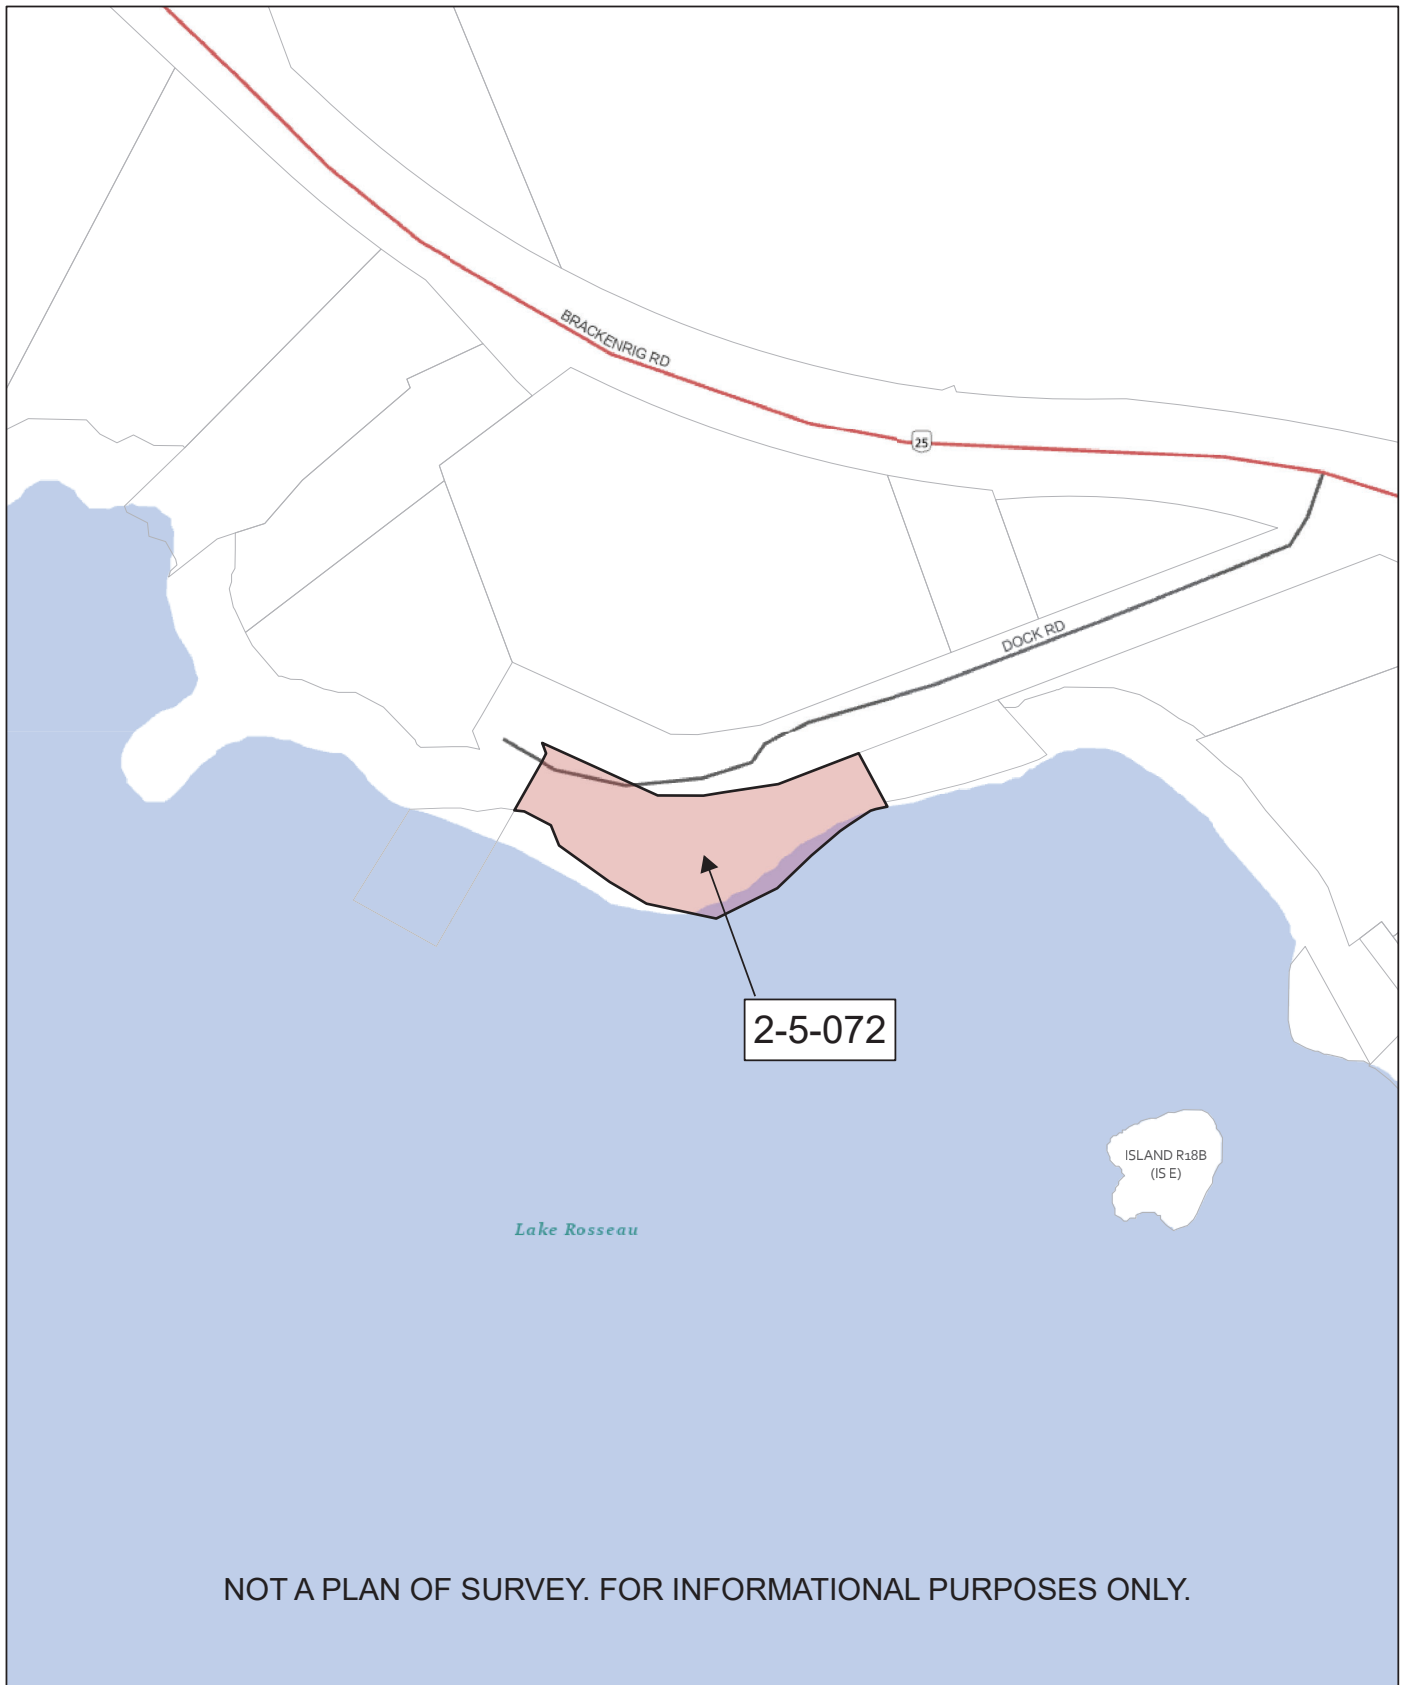 BRACKENRIG RD
25
DOCK RD
2-5-072
ISLAND R18B
(IS E)
Lake Rosseau
NOT A PLAN OF SURVEY. FOR INFORMATIONAL PURPOSES ONLY.